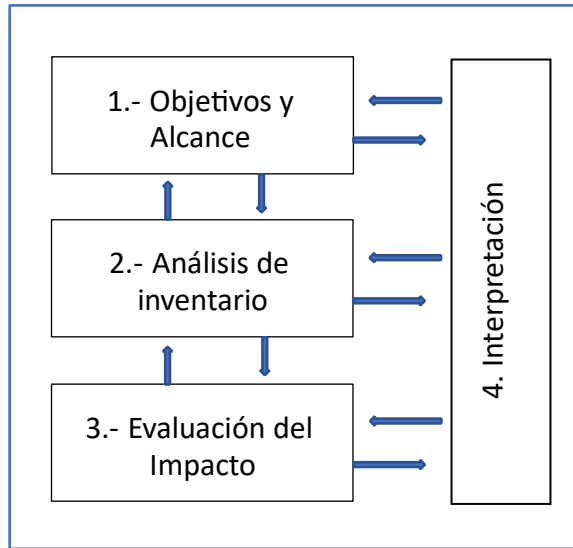 1.- Objetivos y
Alcance
2.- Análisis de
inventario
3.- Evaluación del
Impacto
4. Interpretación